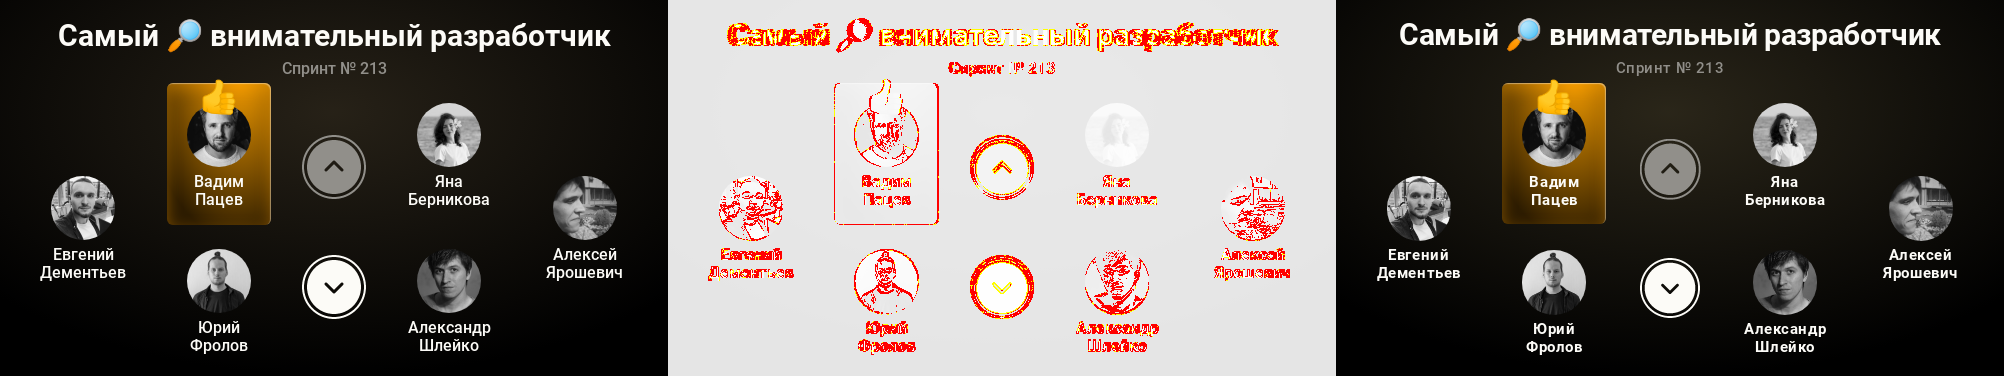 Самый 🔎 внимательный разработчик
Спринт № 213
Вадим
Пацев
Яна
Берникова
Евгений
Дементьев
Алексей
Ярошевич
Юрий
Фролов
Александр
Шлейко
Самый 🔎 внимательный разработчик
Спринт № 213
Вадим
Пацев
Яна
Берникова
Евгений
Дементьев
Алексей
Ярошевич
Юрий
Фролов
Александр
Шлейко
Самый 🔎 внимательный разработчик
Спринт № 213
Вадим
Пацев
Яна
Берникова
Евгений
Дементьев
Алексей
Ярошевич
Юрий
Фролов
Александр
Шлейко